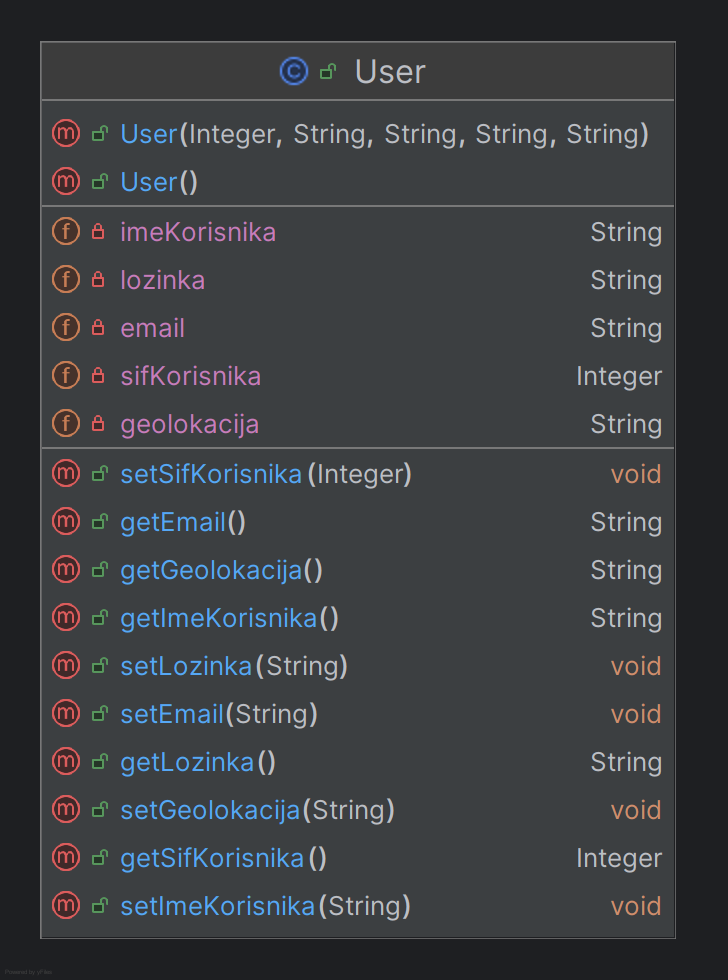 User
User(Integer, String, String, String, String)
User()
imeKorisnika String
lozinka String
email String
sifKorisnika Integer
geolokacija String
setSifKorisnika(Integer) void
getEmail() String
getGeolokacija() String
getImeKorisnika() String
setLozinka(String) void
setEmail(String) void
getLozinka() String
setGeolokacija(String) void
getSifKorisnika() Integer
setImeKorisnika(String) void
Powered by yFiles